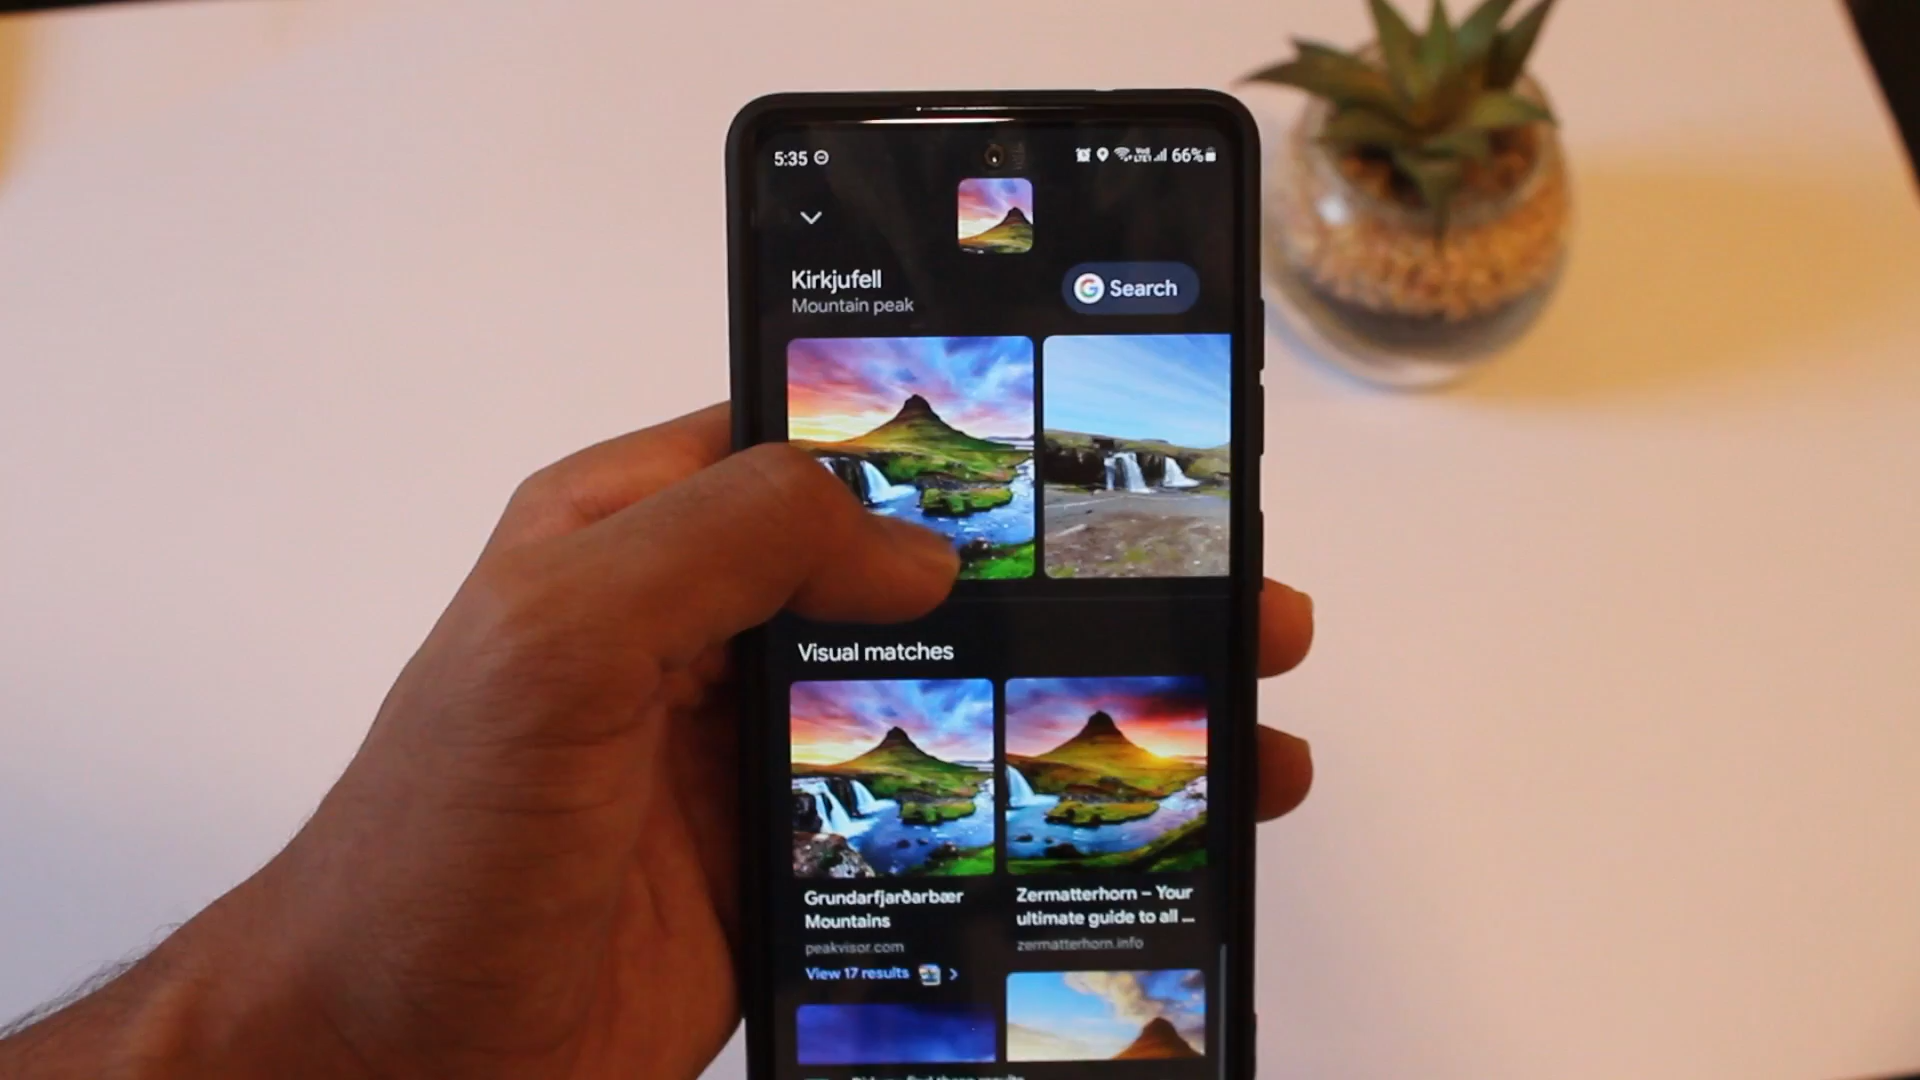 5:35
66%
Kirkjufell
Mountain peak
G Search
Visual matches
Grundarfjarðarbær
Mountains
peakvisor.com
View 17 results
Zermatterhorn – Your
ultimate guide to all ...
zermatterhorn.info